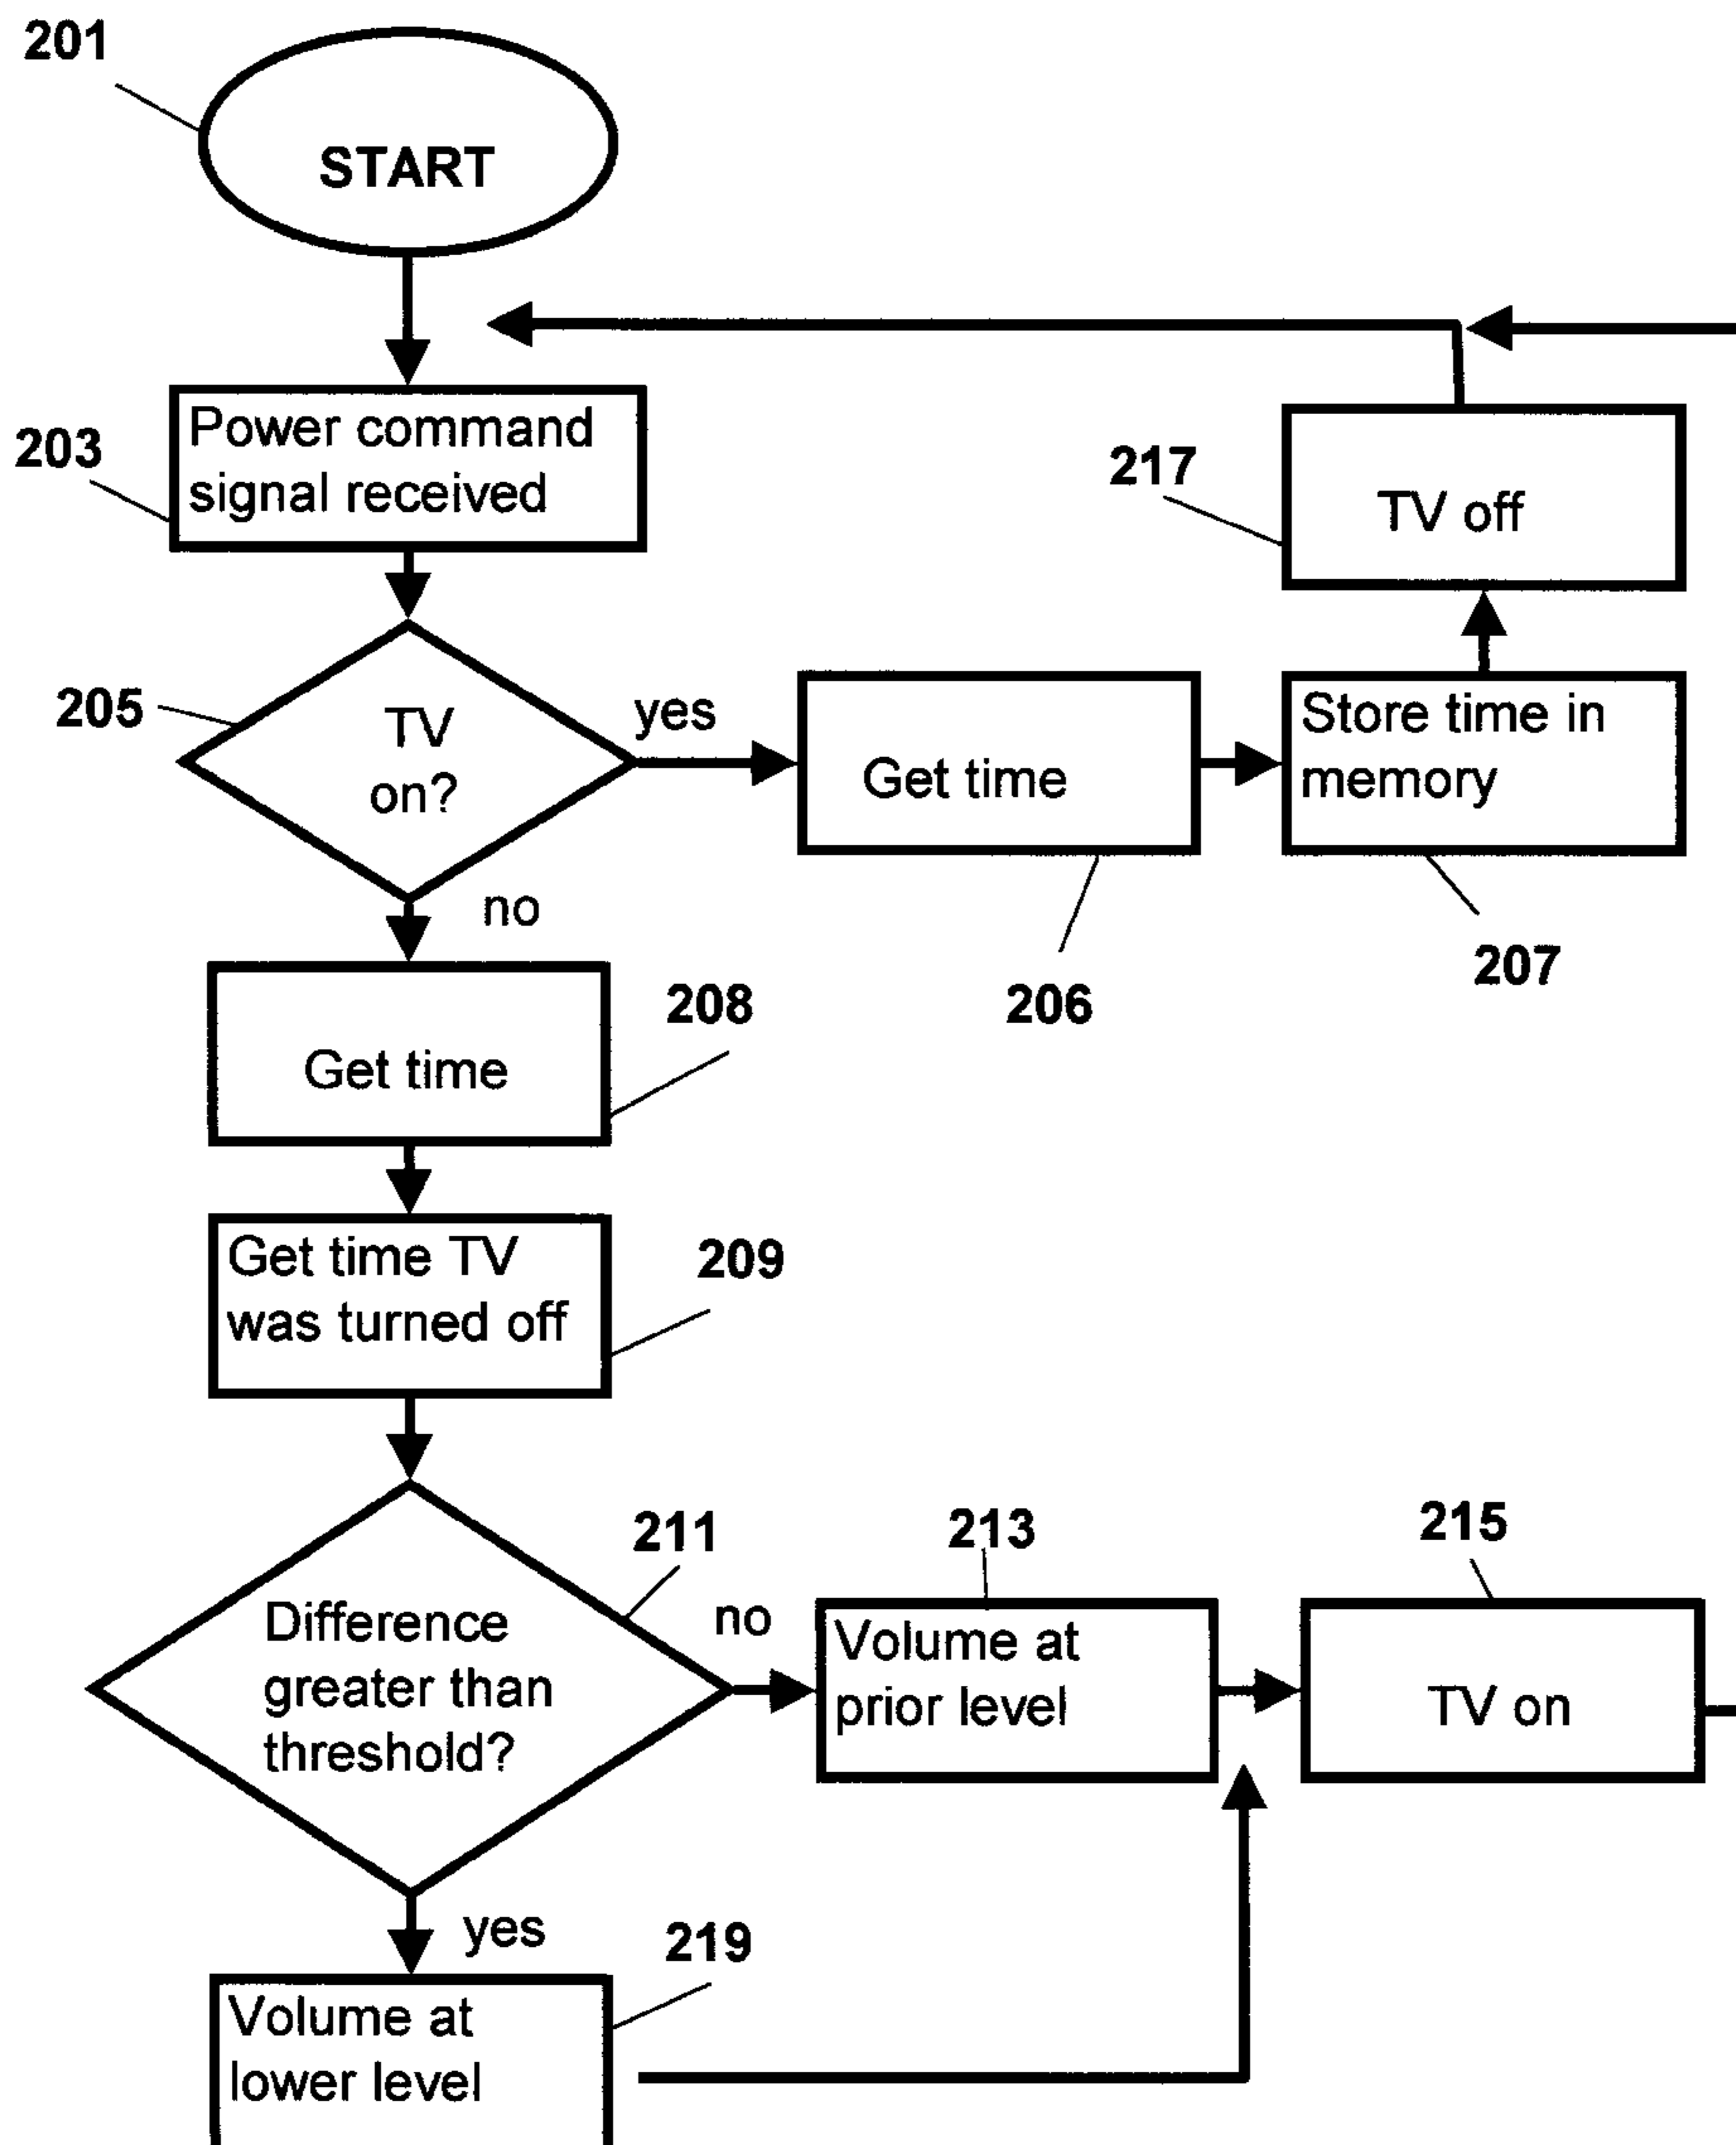 201
START
203
Power command
signal received
217
TV off
205
TV
on?
yes
Get time
206
Store time in
memory
207
no
208
Get time
209
Get time TV
was turned off
211
Difference
greater than
threshold?
no
213
Volume at
prior level
215
TV on
yes
219
Volume at
lower level